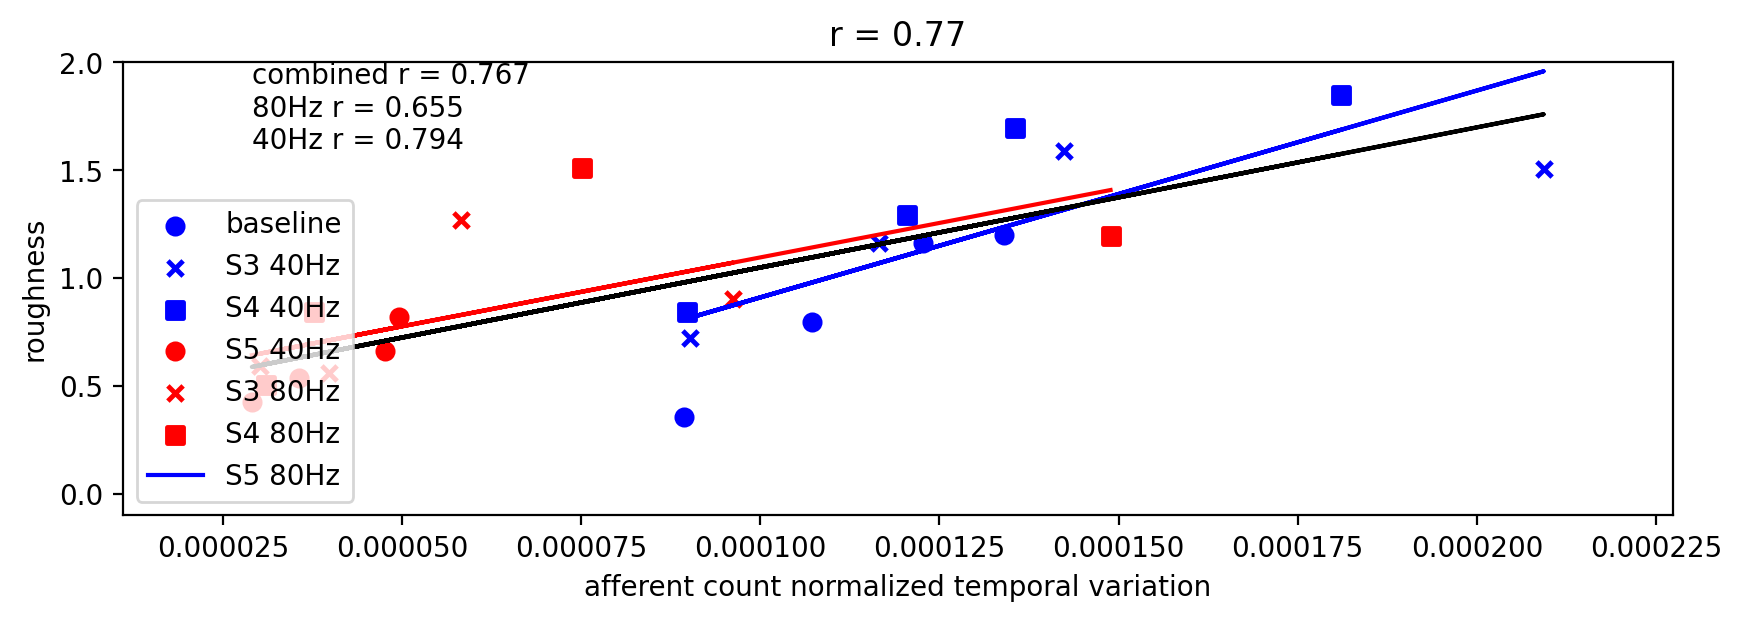 r = 0.77
combined r = 0.767
80Hz r = 0.655
40Hz r = 0.794
2.0
1.5
1.0
0.5
0.0
roughness
baseline
S3 40Hz
S4 40Hz
S5 40Hz
S3 80Hz
S4 80Hz
S5 80Hz
0.000025 0.000050 0.000075 0.000100 0.000125 0.000150 0.000175 0.000200 0.000225
afferent count normalized temporal variation